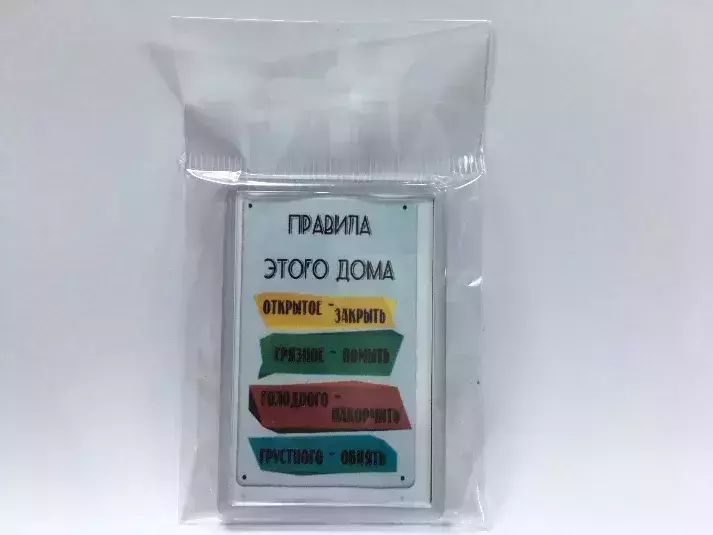 ПРАВИЛА
ЭТОГО ДОМА
ОТКРЫТОЕ -
ЗАКРЫТЬ
ГРЯЗНОЕ - ПОМЫТЬ
ГОЛОДНОГО -
НАКОРМИТЬ
ГРУСТНОГО - ОБНЯТЬ